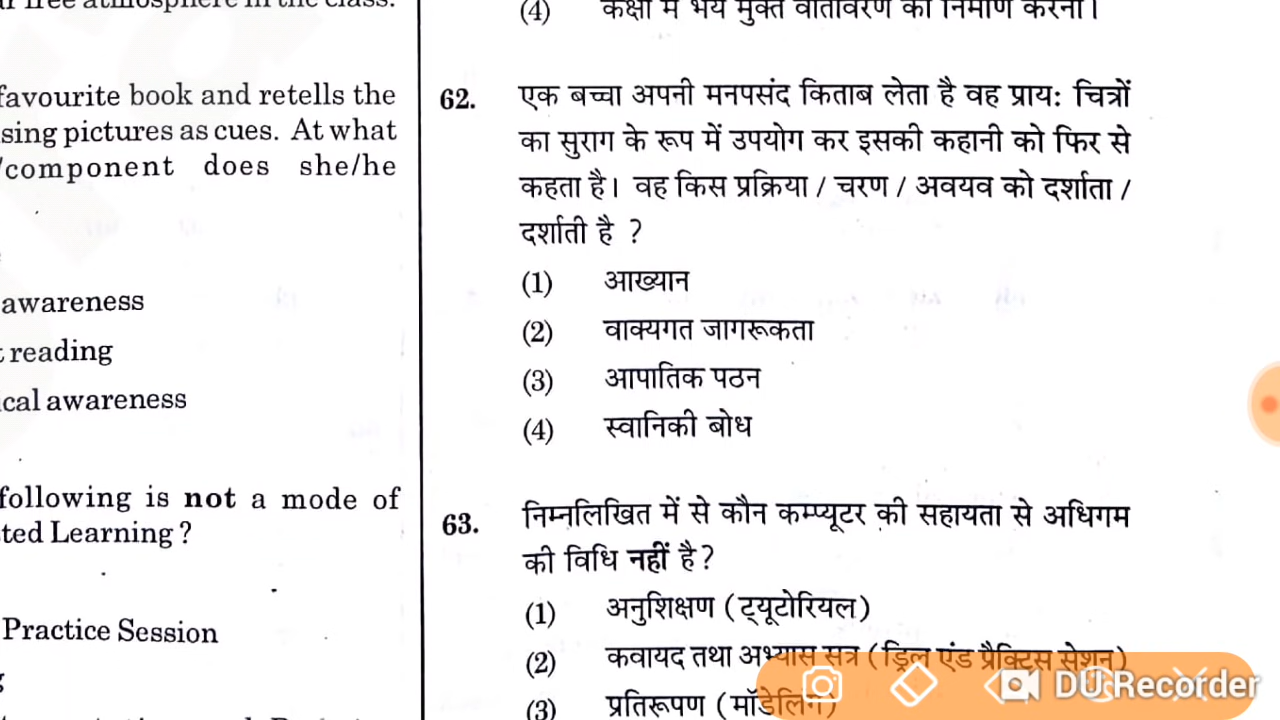 free atmosphere in the class.
favourite book and retells the
sing pictures as cues. At what
/component does she/he
awareness
reading
cal awareness
following is not a mode of
ted Learning ?
Practice Session
(4) कक्षा में भय मुक्त वातावरण का निर्माण करना।
62. एक बच्चा अपनी मनपसंद किताब लेता है वह प्रायः चित्रों
का सुराग के रूप में उपयोग कर इसकी कहानी को फिर से
कहता है। वह किस प्रक्रिया / चरण / अवयव को दर्शाता /
दर्शाती है ?
(1) आख्यान
(2) वाक्यगत जागरूकता
(3) आपातिक पठन
(4) स्वानिकी बोध
63. निम्नलिखित में से कौन कम्प्यूटर की सहायता से अधिगम
की विधि नहीं है ?
(1) अनुशिक्षण (ट्यूटोरियल)
(2) कवायद तथा अभ्यास सत्र (ड्रिल एंड प्रैक्टिस सेशन)
(3) प्रतिरूपण (मॉडेलिंग)
DU Recorder